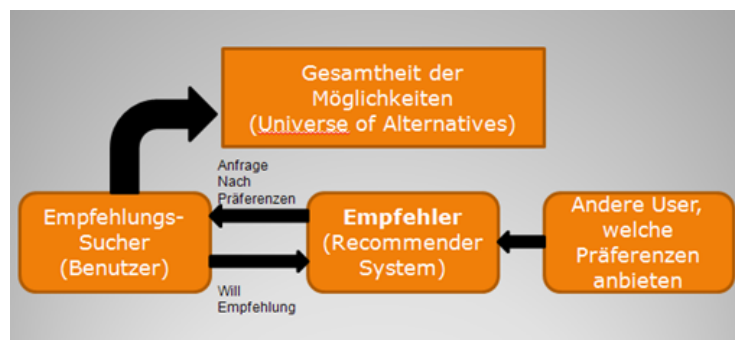 Gesamtheit der
Möglichkeiten
(Universe of Alternatives)
Anfrage
Nach
Präferenzen
Empfehlungs-
Sucher
(Benutzer)
Empfehler
(Recommender
System)
Andere User,
welche
Präferenzen
anbieten
Will
Empfehlung